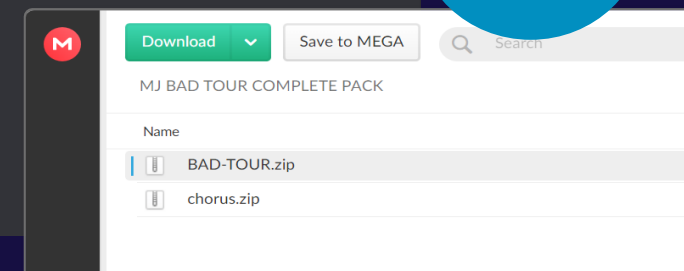 M
Download
Save to MEGA
Search
MJ BAD TOUR COMPLETE PACK
Name
BAD-TOUR.zip
chorus.zip